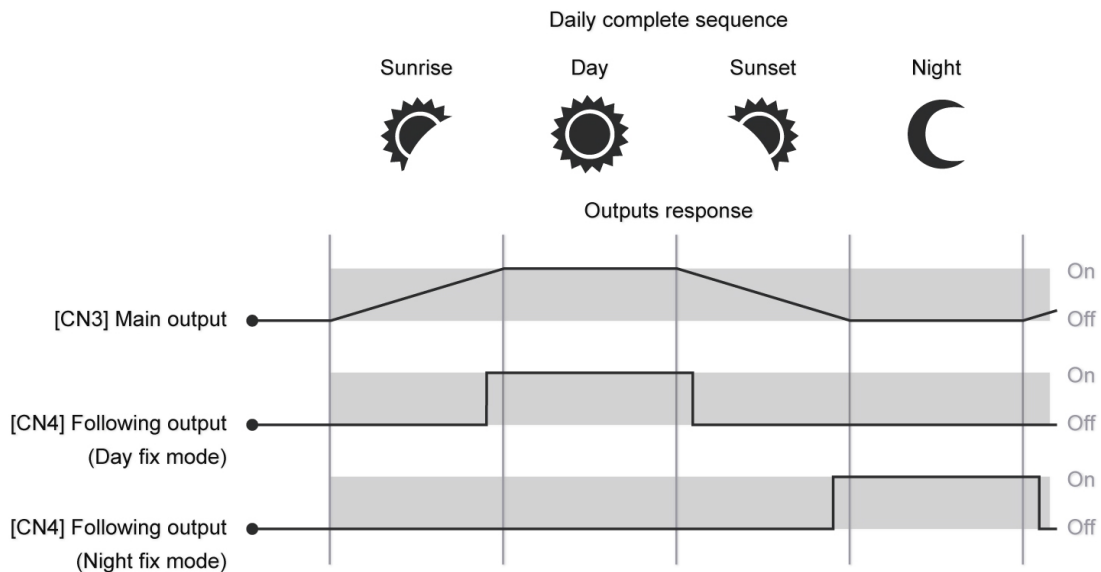 Daily complete sequence
Sunrise
Day
Sunset
Night
Outputs response
On
[CN3] Main output
Off
On
[CN4] Following output
Off
(Day fix mode)
On
[CN4] Following output
Off
(Night fix mode)